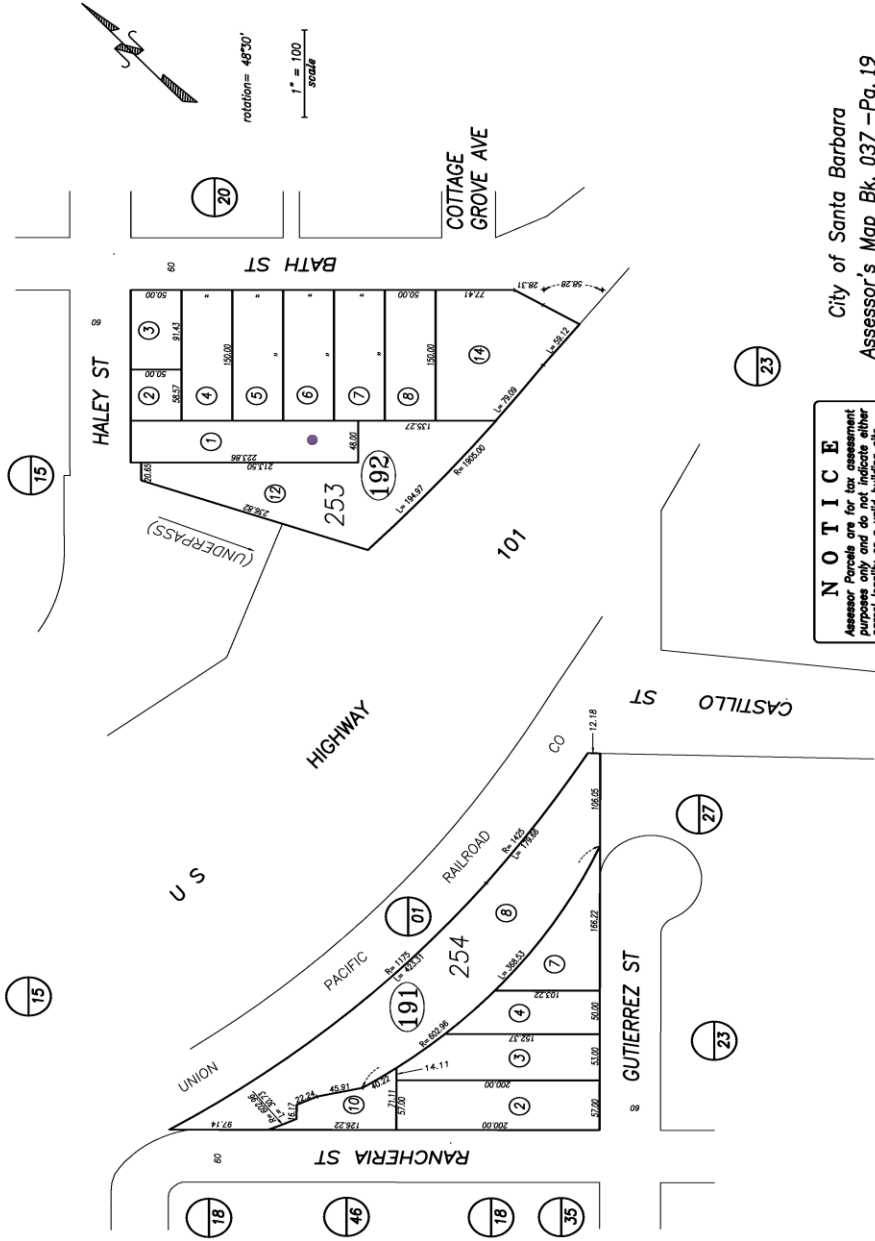 rotation= 48°30'
1" = 100
scale
20
COTTAGE
GROVE AVE
BATH ST
60
HALEY ST
60
15
50.00
3
91.43
50.00
2
58.57
4
150.00
"
5
"
"
6
"
"
7
"
"
8
150.00
50.00
77.41
14
28.31
58.28
L= 59.12
L= 79.09
135.27
R= 1905.00
L= 194.97
1
223.86
213.50
48.00
20.65
12
236.82
253
192
(UNDERPASS)
101
HIGHWAY
U S
15
23
City of Santa Barbara
Assessor's Map Bk. 037 -Pg. 19
N O T I C E
Assessor Parcels are for tax assessment
purposes only and do not indicate either
CASTILLO
ST
12.18
UNION
PACIFIC
RAILROAD
CO
01
R= 1425
L= 179.66
R= 1175
L= 423.31
254
191
8
L= 368.53
R= 602.96
106.05
166.22
7
103.22
50.00
4
152.37
53.00
3
200.00
57.00
2
200.00
14.11
71.11
57.00
40.22
45.91
22.24
16.17
R= 602.96
L= 30.73
10
126.22
97.14
GUTIERREZ ST
60
27
23
RANCHERIA ST
60
18
46
18
35